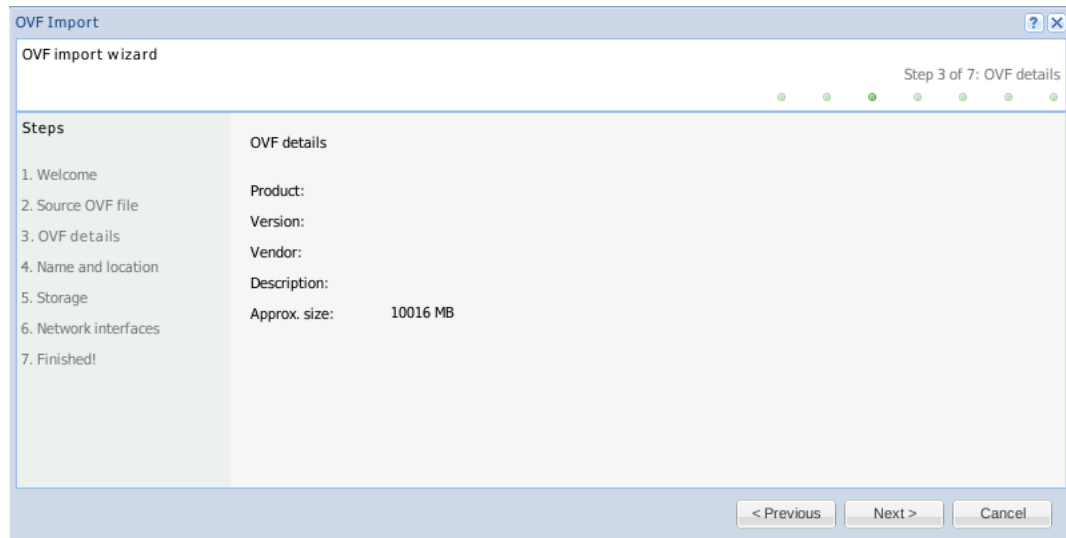 OVF Import
OVF import wizard
Step 3 of 7: OVF details
Steps
1. Welcome
2. Source OVF file
3. OVF details
4. Name and location
5. Storage
6. Network interfaces
7. Finished!
OVF details
Product:
Version:
Vendor:
Description:
Approx. size: 10016 MB
< Previous Next > Cancel